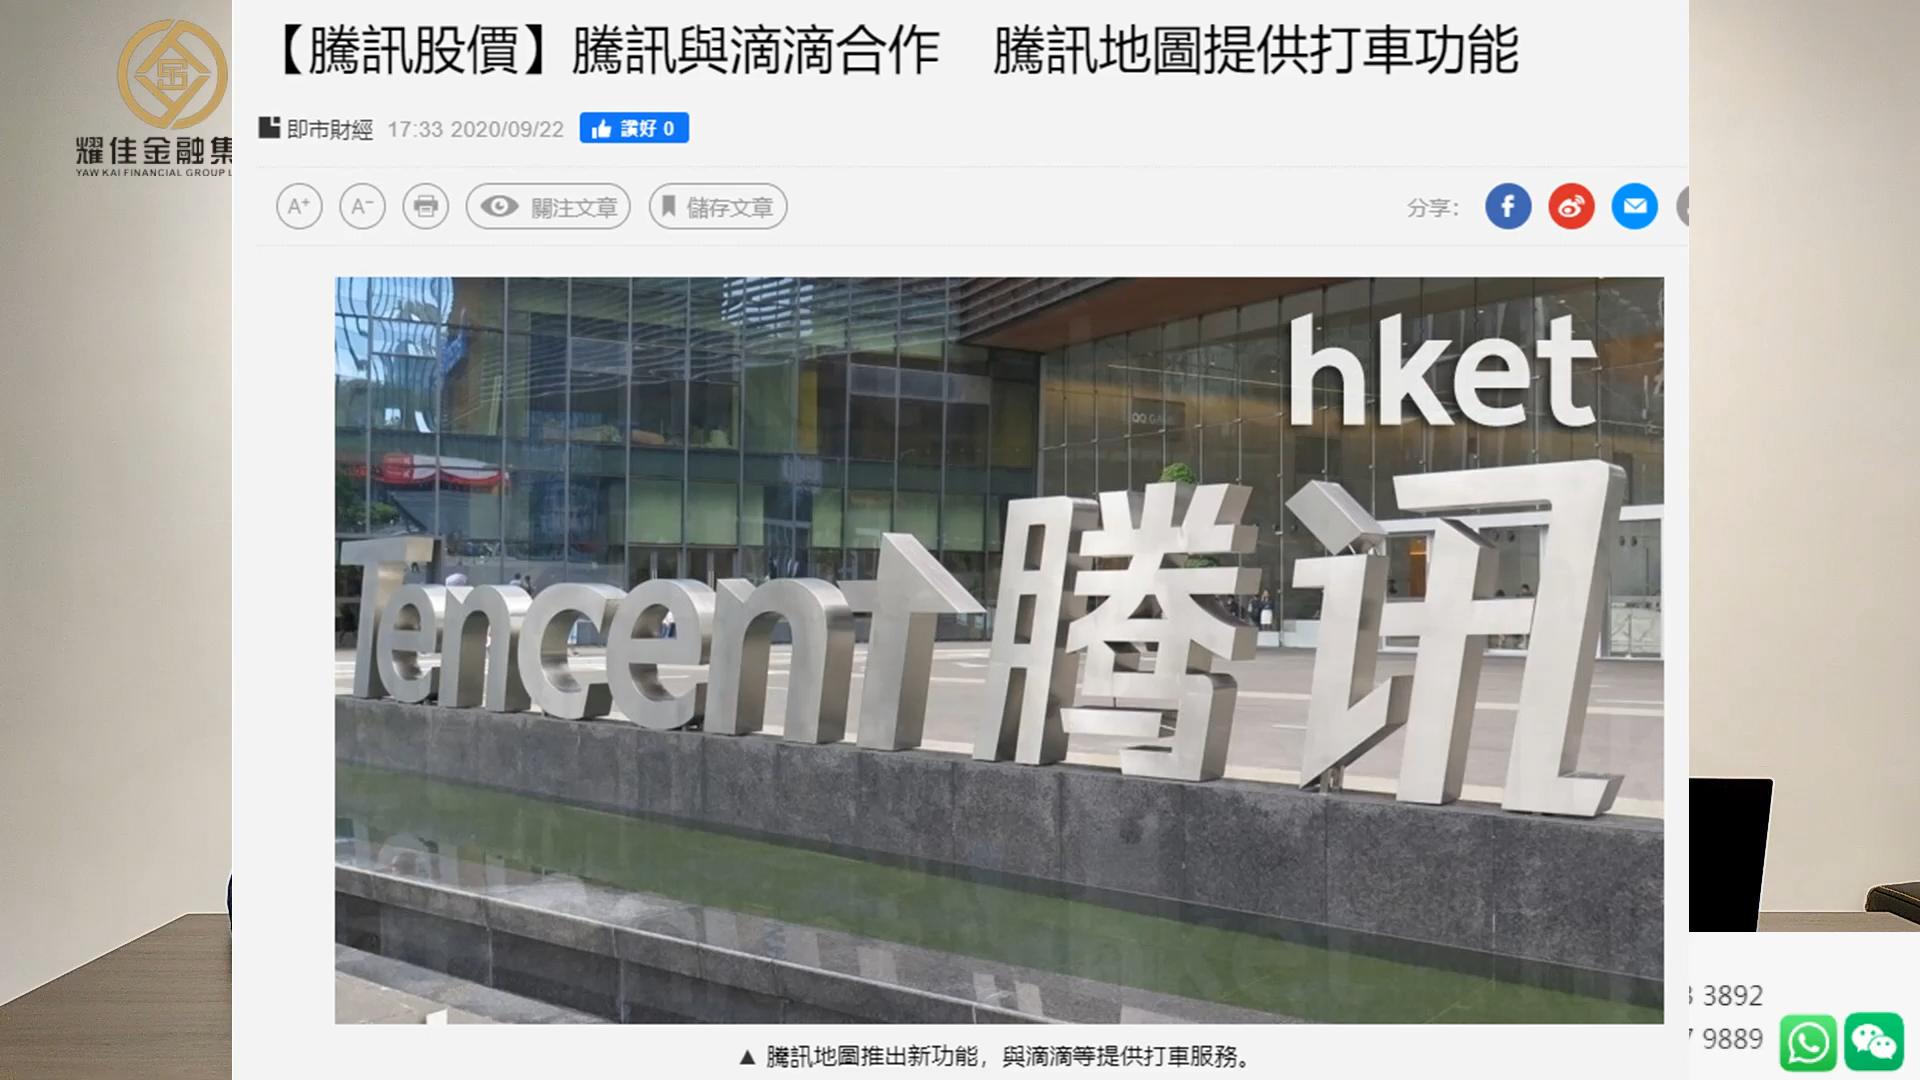 【騰訊股價】騰訊與滴滴合作　騰訊地圖提供打車功能
耀佳金融集
YAW KAI FINANCIAL GROUP
即市財經 17:33 2020/09/22 讚好 0
A+ A- 關注文章 儲存文章 分享：
hket
Tencent 腾讯
3892
9889
▲ 騰訊地圖推出新功能，與滴滴等提供打車服務。